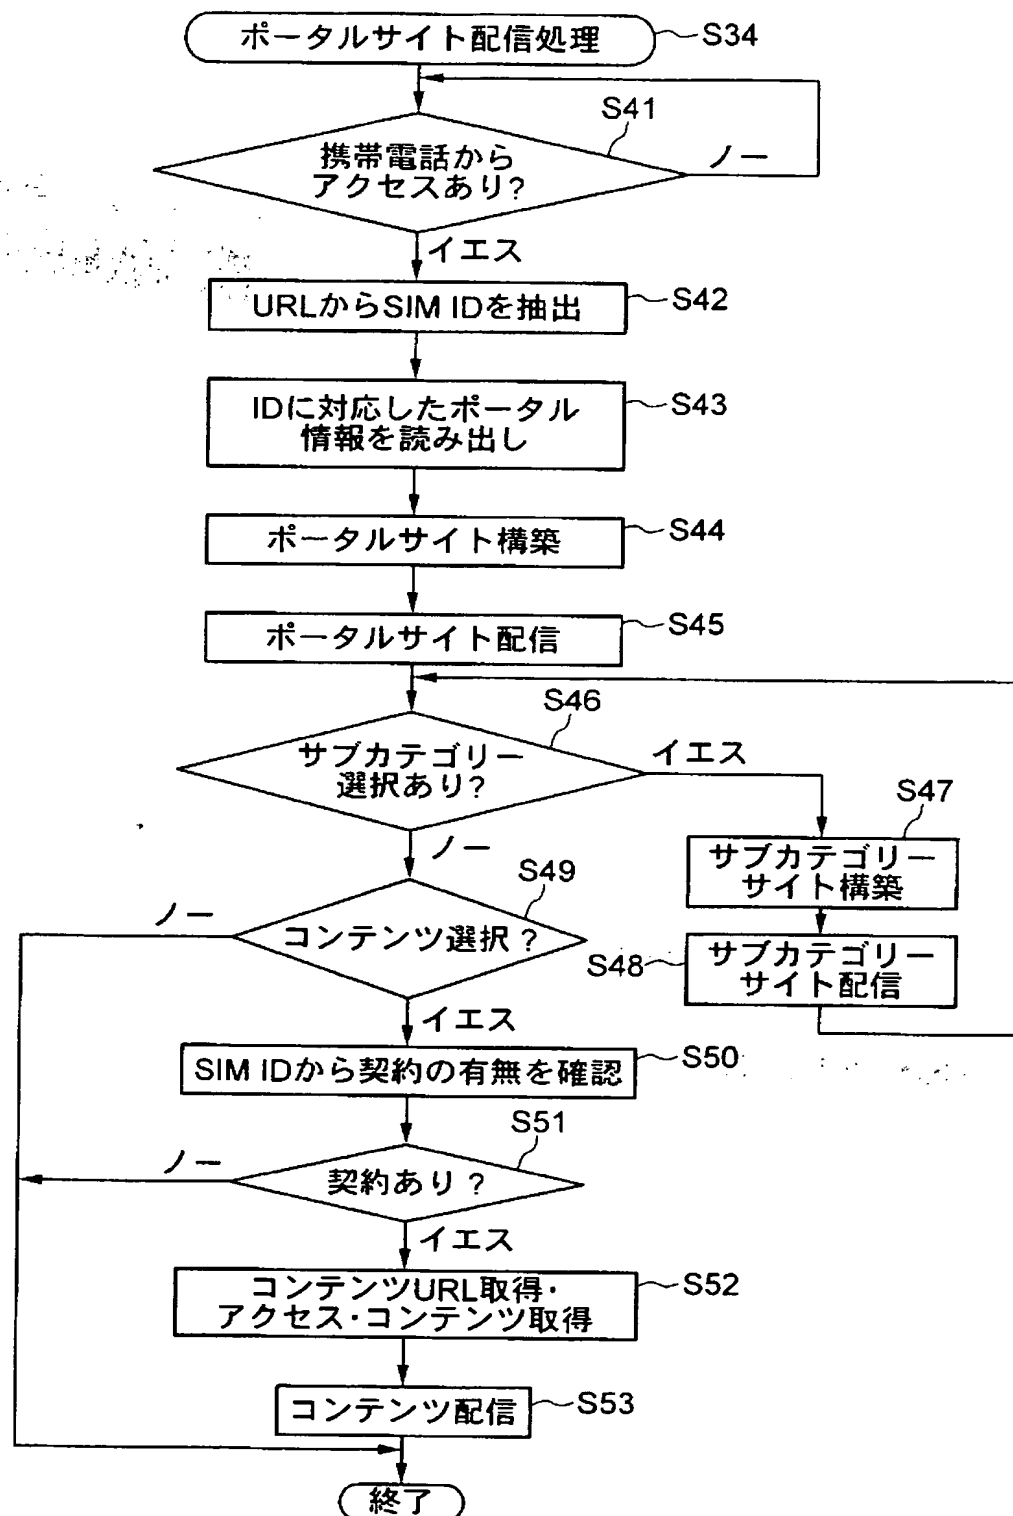 ポータルサイト配信処理
S34
S41
携帯電話から
アクセスあり?
ノー
イエス
URLからSIM IDを抽出
S42
IDに対応したポータル
情報を読み出し
S43
ポータルサイト構築
S44
ポータルサイト配信
S45
S46
サブカテゴリー
選択あり?
イエス
ノー
S47
サブカテゴリー
サイト構築
S48
サブカテゴリー
サイト配信
S49
コンテンツ選択?
ノー
イエス
SIM IDから契約の有無を確認
S50
S51
契約あり?
ノー
イエス
コンテンツURL取得・
アクセス・コンテンツ取得
S52
コンテンツ配信
S53
終了